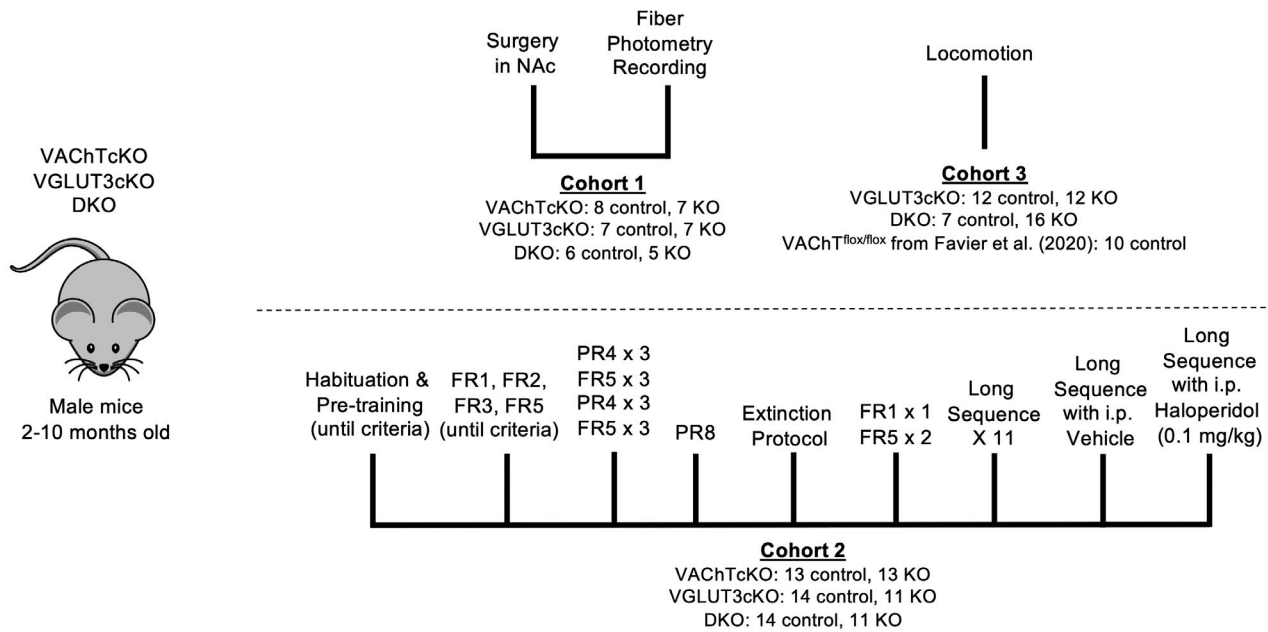 VAChTcKO
VGLUT3cKO
DKO
Male mice
2-10 months old
Surgery
in NAc
Fiber
Photometry
Recording
Cohort 1
VAChTcKO: 8 control, 7 KO
VGLUT3cKO: 7 control, 7 KO
DKO: 6 control, 5 KO
Locomotion
Cohort 3
VGLUT3cKO: 12 control, 12 KO
DKO: 7 control, 16 KO
VAChTflox/flox from Favier et al. (2020): 10 control
Habituation &
Pre-training
(until criteria)
FR1, FR2,
FR3, FR5
(until criteria)
PR4 x 3
FR5 x 3
PR4 x 3
FR5 x 3
PR8
Extinction
Protocol
FR1 x 1
FR5 x 2
Long
Sequence
X 11
Long
Sequence
with i.p.
Vehicle
Long
Sequence
with i.p.
Haloperidol
(0.1 mg/kg)
Cohort 2
VAChTcKO: 13 control, 13 KO
VGLUT3cKO: 14 control, 11 KO
DKO: 14 control, 11 KO